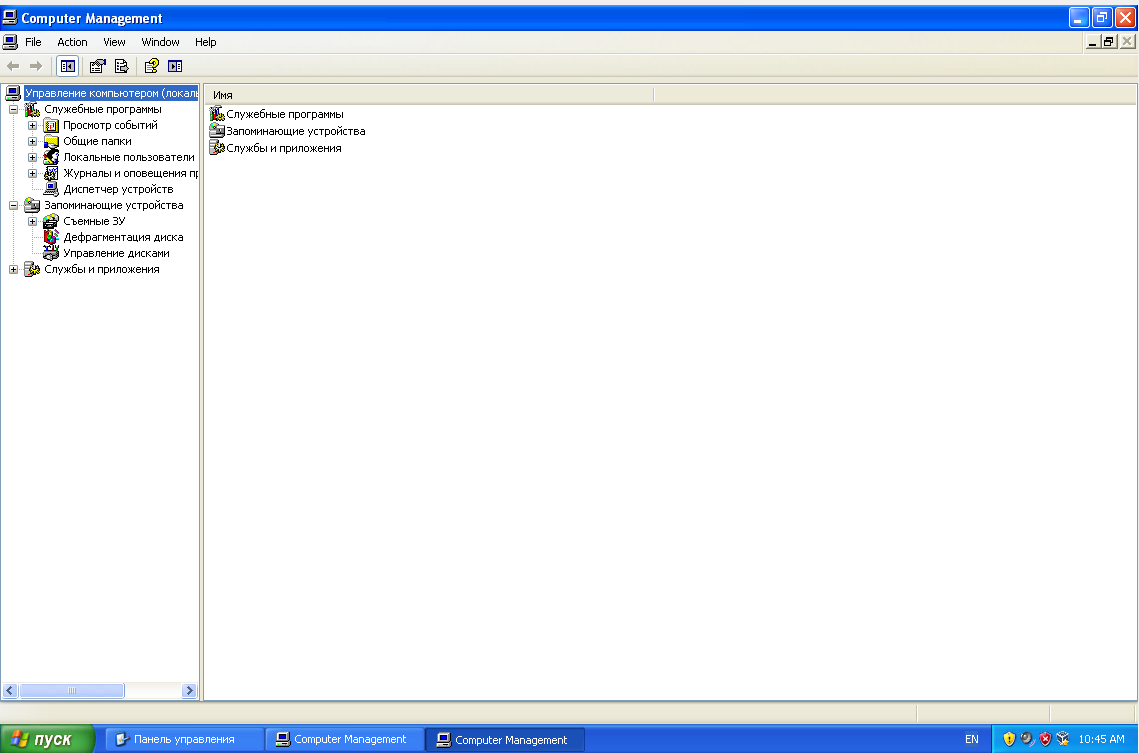 Computer Management
File Action View Window Help
Управление компьютером (локаль
Служебные программы
Просмотр событий
Общие папки
Локальные пользователи
Журналы и оповещения пр
Диспетчер устройств
Запоминающие устройства
Съемные ЗУ
Дефрагментация диска
Управление дисками
Службы и приложения
Имя
Служебные программы
Запоминающие устройства
Службы и приложения
пуск Панель управления Computer Management Computer Management EN 10:45 AM